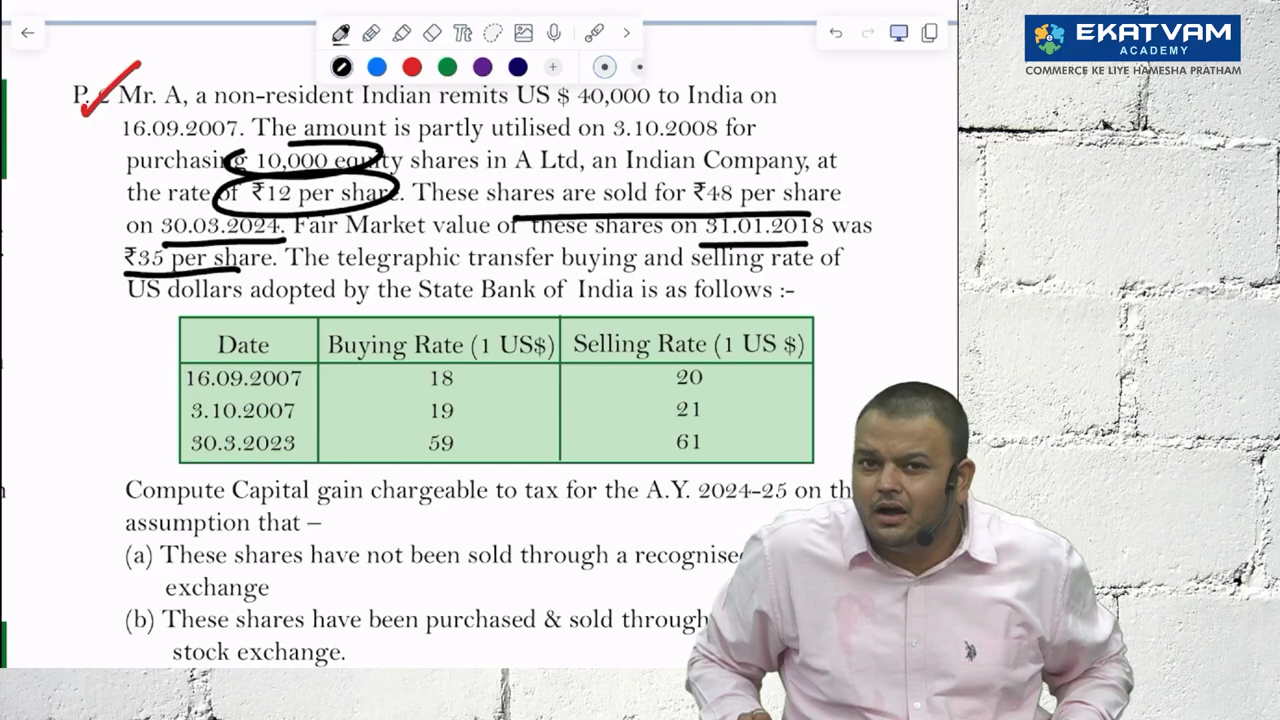 EKATVAM
ACADEMY
COMMERCE KE LIYE HAMESHA PRATHAM
Tt
P. Mr. A, a non-resident Indian remits US $ 40,000 to India on
16.09.2007. The amount is partly utilised on 3.10.2008 for
purchasing 10,000 equity shares in A Ltd, an Indian Company, at
the rate of ₹12 per share. These shares are sold for ₹48 per share
on 30.03.2024. Fair Market value of these shares on 31.01.2018 was
₹35 per share. The telegraphic transfer buying and selling rate of
US dollars adopted by the State Bank of India is as follows :-
Date Buying Rate (1 US$) Selling Rate (1 US $)
16.09.2007 18 20
3.10.2007 19 21
30.3.2023 59 61
Compute Capital gain chargeable to tax for the A.Y. 2024-25 on
assumption that –
(a) These shares have not been sold through a
exchange
(b) These shares have been purchased & sold through
stock exchange.